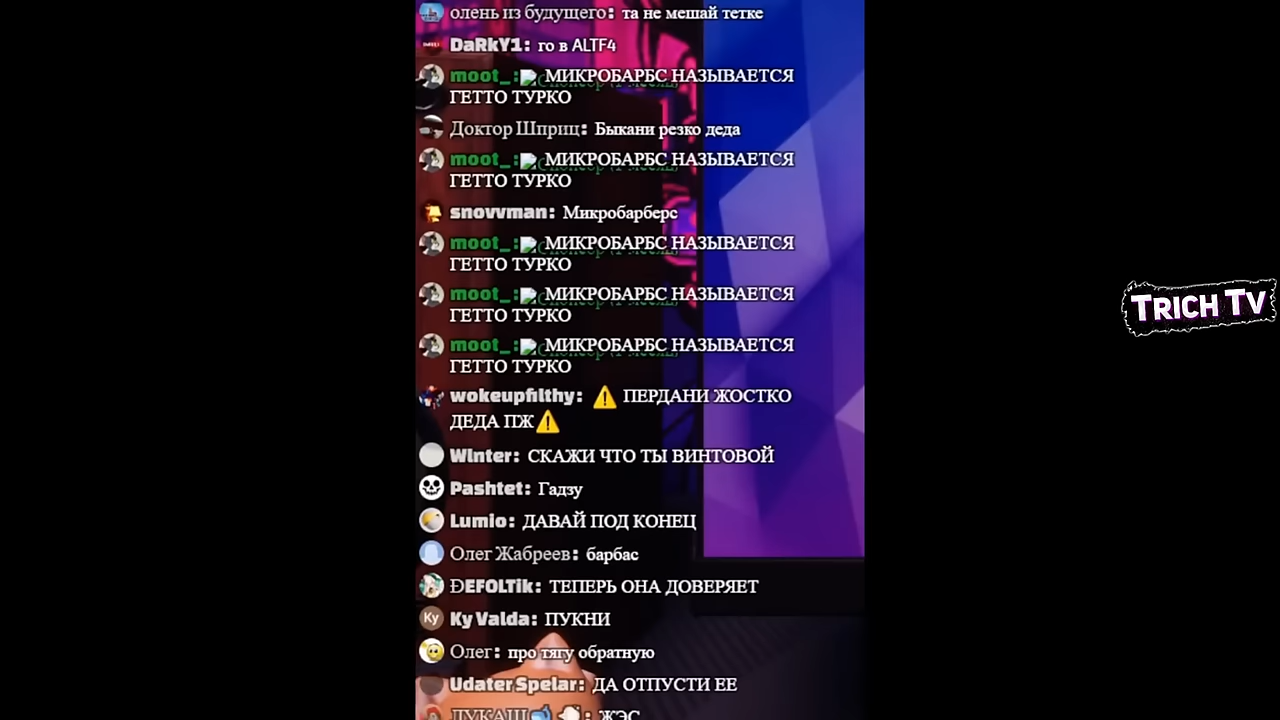 олень из будущего: та не мешай тетке
DaRkY1: го в ALTF4
moot_: МИКРОБАРБС НАЗЫВАЕТСЯ
ГЕТТО ТУРКО
Доктор Шприц: Быкани резко деда
moot_: МИКРОБАРБС НАЗЫВАЕТСЯ
ГЕТТО ТУРКО
snovvman: Микробарберс
moot_: МИКРОБАРБС НАЗЫВАЕТСЯ
ГЕТТО ТУРКО
moot_: МИКРОБАРБС НАЗЫВАЕТСЯ
ГЕТТО ТУРКО
moot_: МИКРОБАРБС НАЗЫВАЕТСЯ
ГЕТТО ТУРКО
wokeupfilthy: ⚠️ ПЕРДАНИ ЖОСТКО
ДЕДА ПЖ⚠️
Winter: СКАЖИ ЧТО ТЫ ВИНТОВОЙ
Pashtet: Гадзу
Lumio: ДАВАЙ ПОД КОНЕЦ
Олег Жабреев: барбас
ĐEFOLTik: ТЕПЕРЬ ОНА ДОВЕРЯЕТ
Ky Valda: ПУКНИ
Олег: про тягу обратную
Udater Spelar: ДА ОТПУСТИ ЕЕ
ЛУКАШ: ЖЭС
TRICH TV